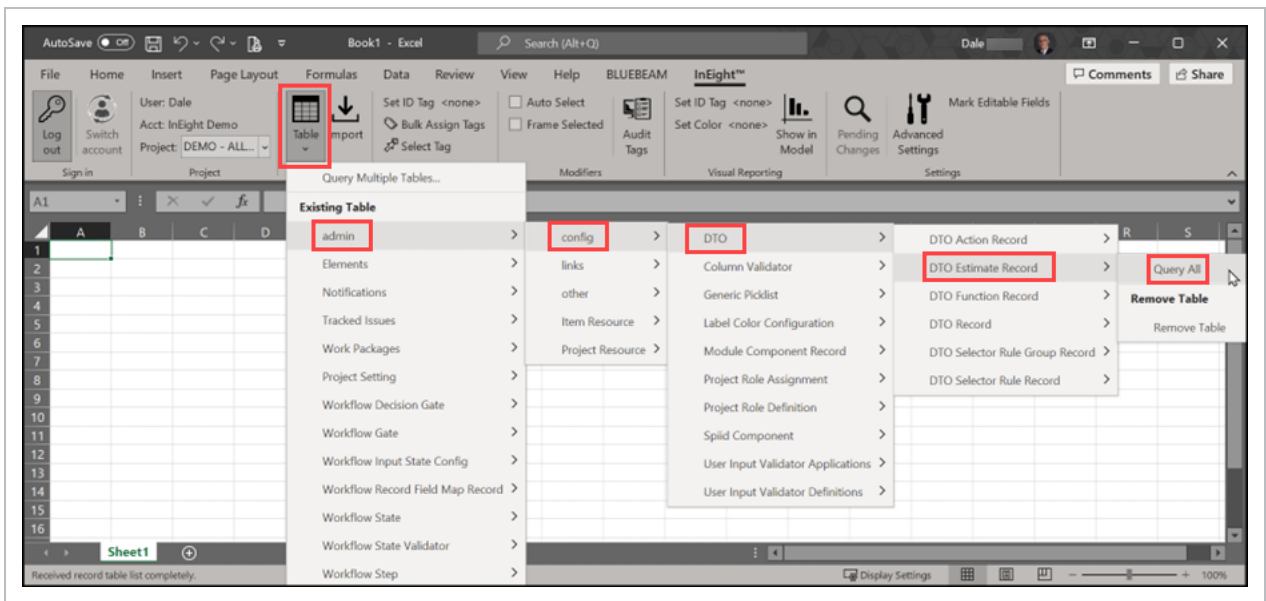 AutoSave Off Book1 - Excel Search (Alt+Q) Dale
File Home Insert Page Layout Formulas Data Review View Help BLUEBEAM InEight™ Comments Share
Log out
Switch account
Sign in
User: Dale
Acct: InEight Demo
Project: DEMO - ALL...
Project
Table
Import
Set ID Tag <none>
Bulk Assign Tags
Select Tag
Auto Select
Frame Selected
Audit Tags
Modifiers
Set ID Tag <none>
Set Color <none>
Show in Model
Visual Reporting
Pending Changes
Advanced Settings
Mark Editable Fields
Settings
A1 fx
A B C D R S
1
2
3
4
5
6
7
8
9
10
11
12
13
14
15
16
Query Multiple Tables...
Existing Table
admin
Elements
Notifications
Tracked Issues
Work Packages
Project Setting
Workflow Decision Gate
Workflow Gate
Workflow Input State Config
Workflow Record Field Map Record
Workflow State
Workflow State Validator
Workflow Step
config
links
other
Item Resource
Project Resource
DTO
Column Validator
Generic Picklist
Label Color Configuration
Module Component Record
Project Role Assignment
Project Role Definition
Spiid Component
User Input Validator Applications
User Input Validator Definitions
DTO Action Record
DTO Estimate Record
DTO Function Record
DTO Record
DTO Selector Rule Group Record
DTO Selector Rule Record
Query All
Remove Table
Remove Table
Sheet1
Received record table list completely. Display Settings 100%